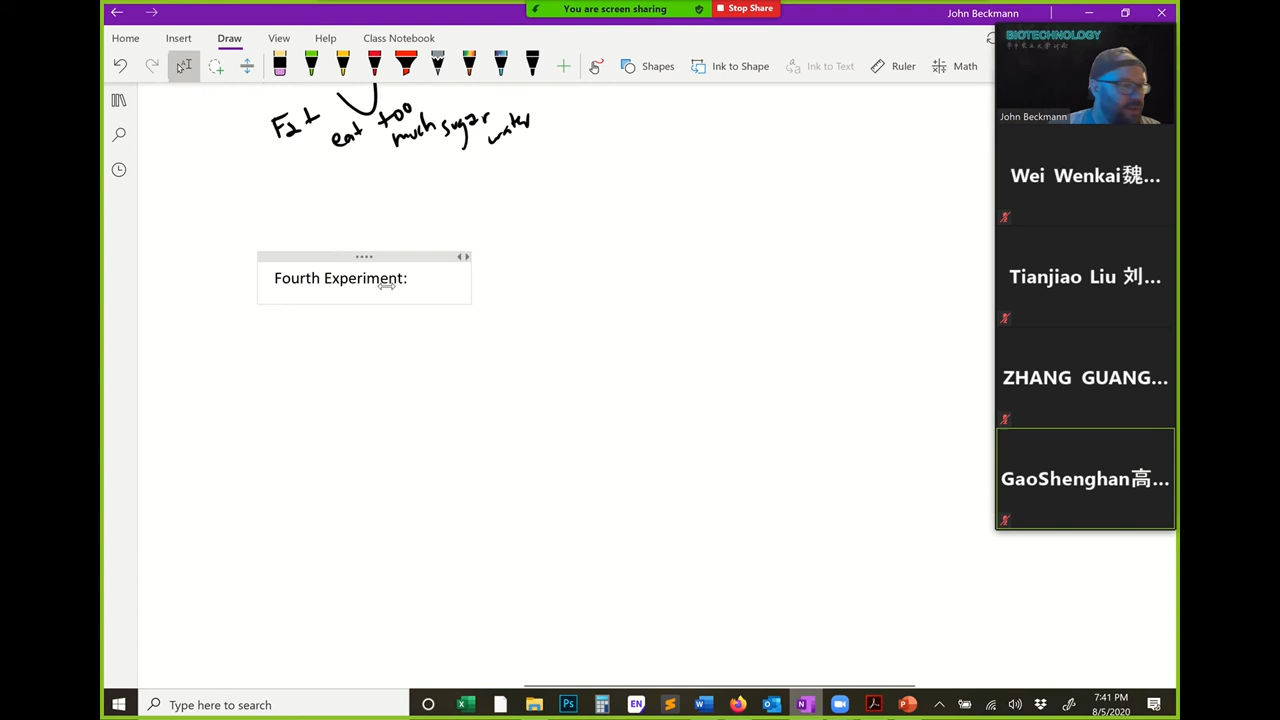 You are screen sharing
Stop Share
John Beckmann
Home Insert Draw View Help Class Notebook
Shapes Ink to Shape Ink to Text Ruler Math
BIOTECHNOLOGY
John Beckmann
F2t eat too much sugar water
Wei Wenkai魏...
Fourth Experiment:
Tianjiao Liu 刘...
ZHANG GUANG...
GaoShenghan高...
Type here to search
EN
7:41 PM
8/5/2020